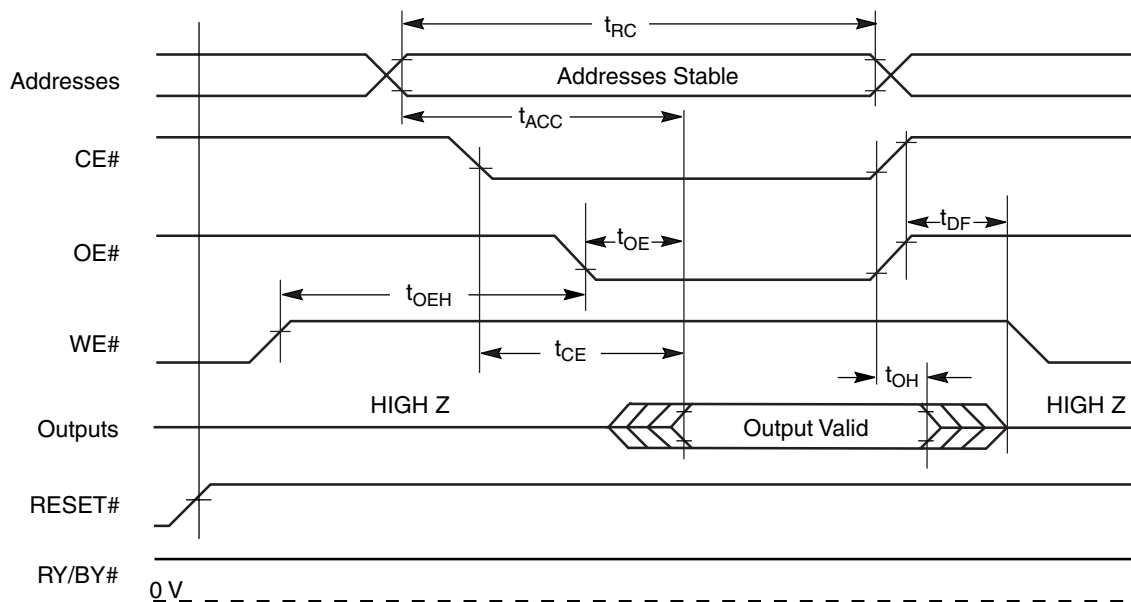 tRC
Addresses
Addresses Stable
tACC
CE#
tDF
OE#
tOE
tOEH
WE#
tCE
tOH
HIGH Z
HIGH Z
Outputs
Output Valid
RESET#
RY/BY#
0 V